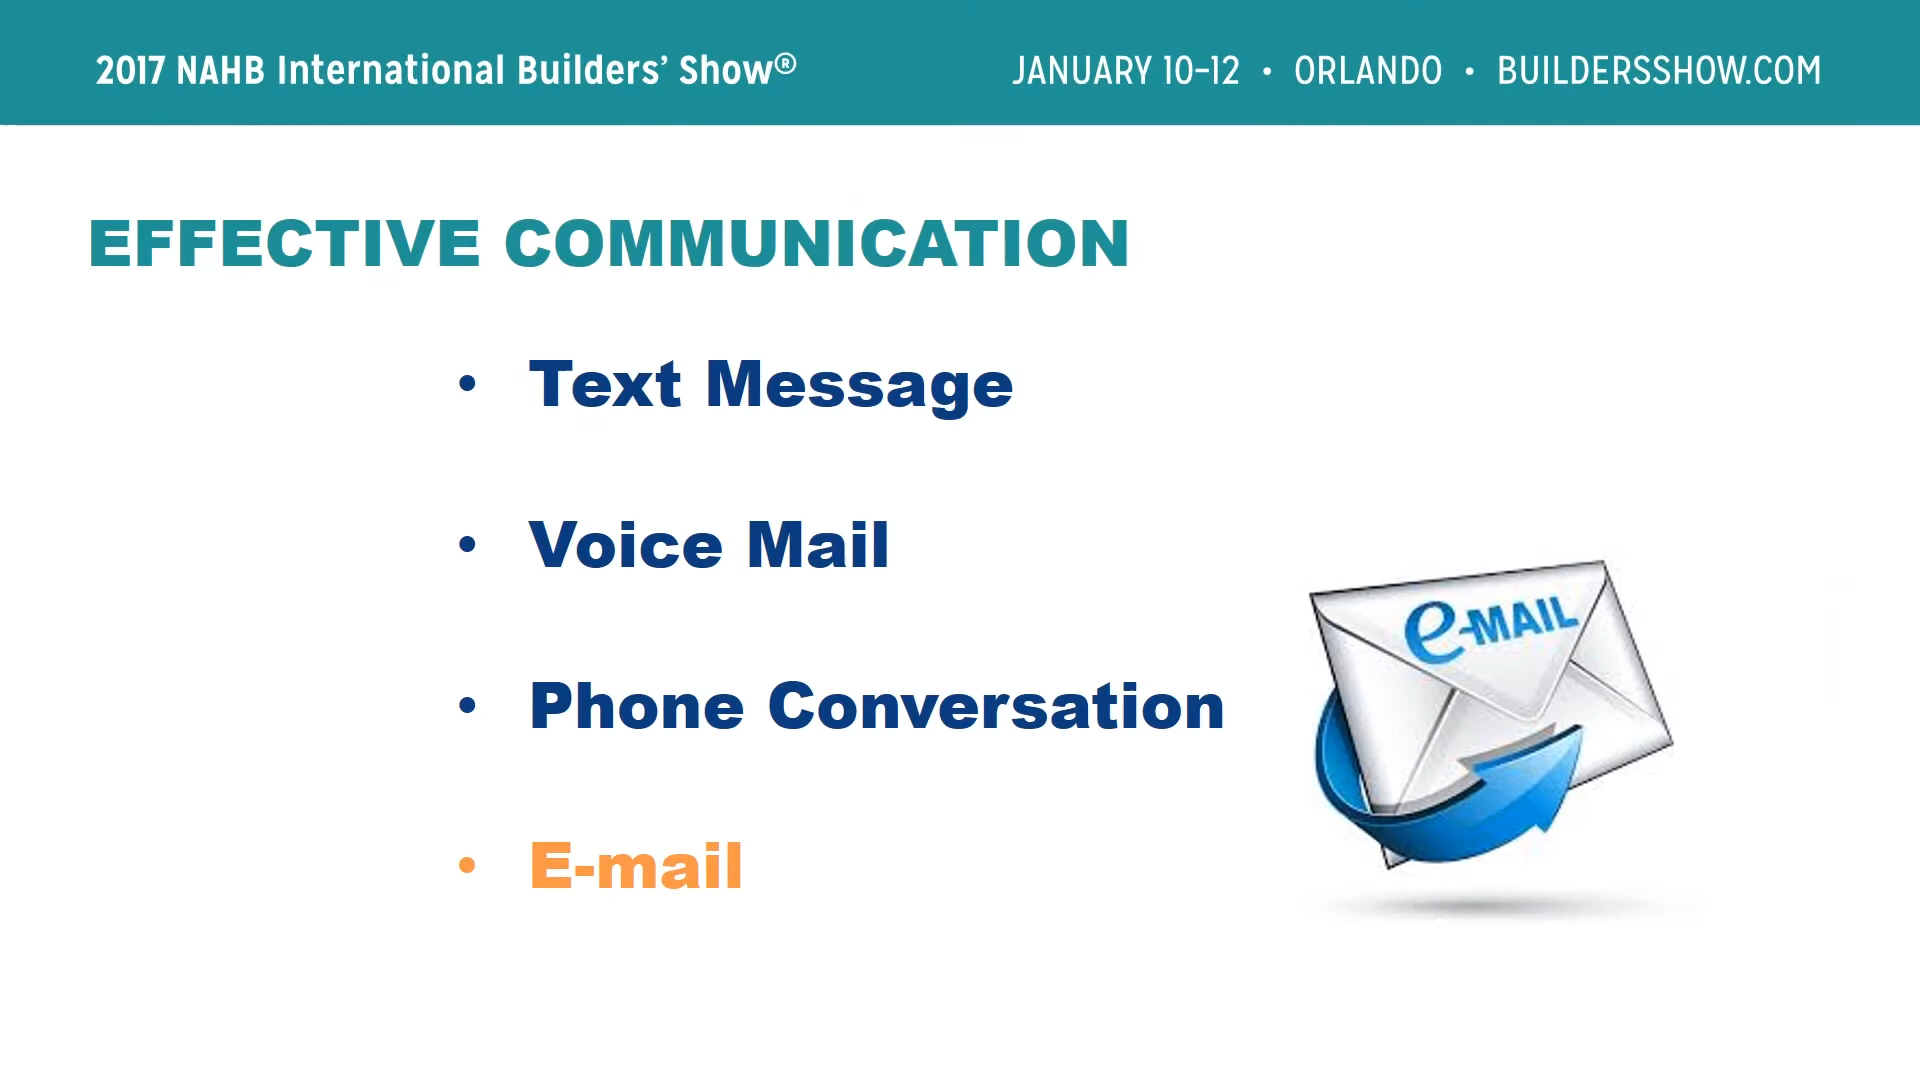 2017 NAHB International Builders’ Show®
JANUARY 10–12 • ORLANDO • BUILDERSSHOW.COM
EFFECTIVE COMMUNICATION
• Text Message
• Voice Mail
• Phone Conversation
e-MAIL
• E-mail